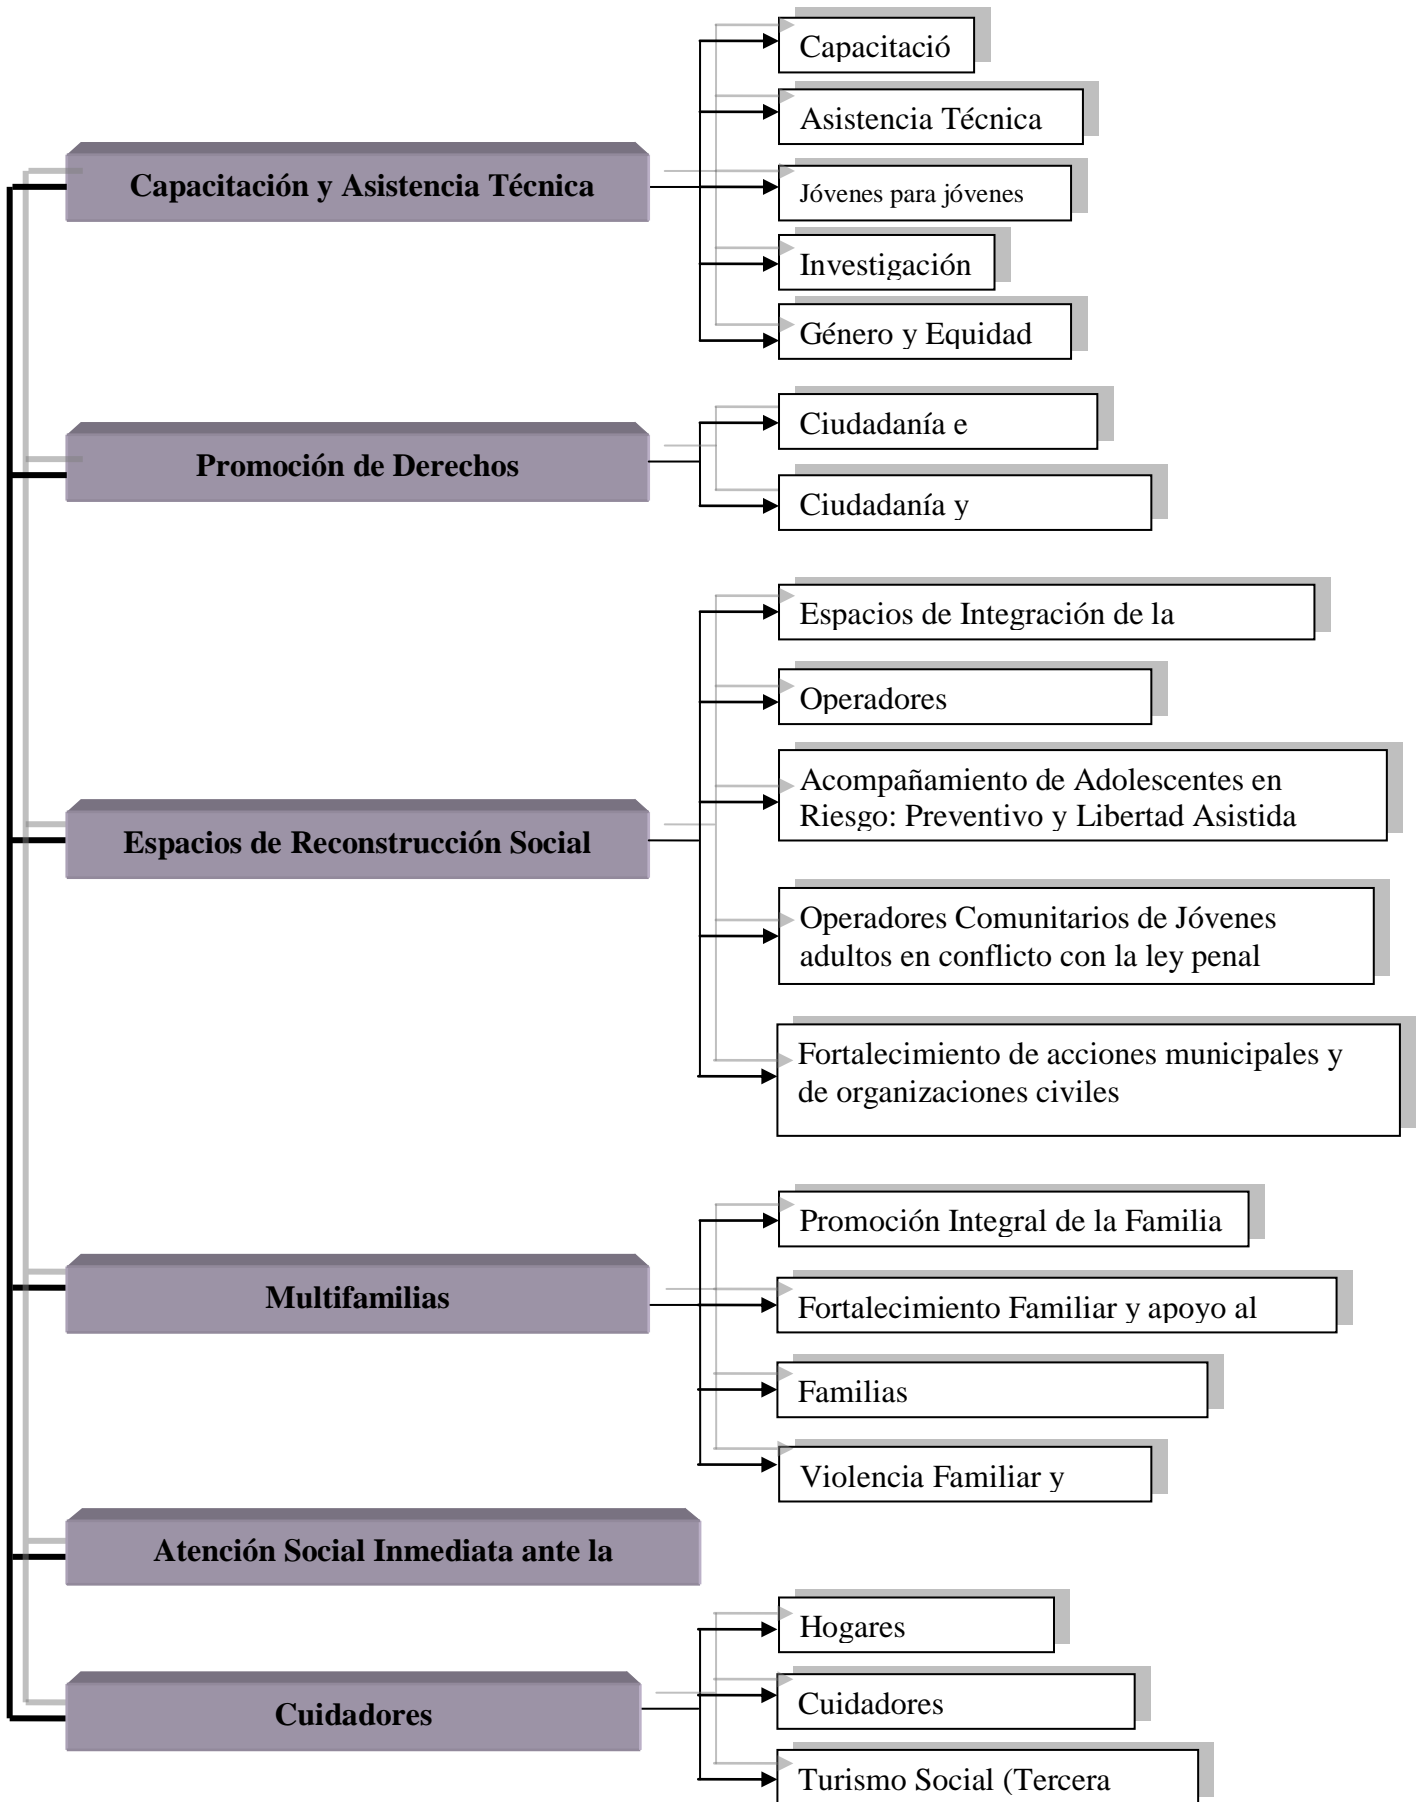 Capacitación y Asistencia Técnica
Capacitació
Asistencia Técnica
Jóvenes para jóvenes
Investigación
Género y Equidad
Promoción de Derechos
Ciudadanía e
Ciudadanía y
Espacios de Reconstrucción Social
Espacios de Integración de la
Operadores
Acompañamiento de Adolescentes en
Riesgo: Preventivo y Libertad Asistida
Operadores Comunitarios de Jóvenes
adultos en conflicto con la ley penal
Fortalecimiento de acciones municipales y
de organizaciones civiles
Multifamilias
Promoción Integral de la Familia
Fortalecimiento Familiar y apoyo al
Familias
Violencia Familiar y
Atención Social Inmediata ante la
Cuidadores
Hogares
Cuidadores
Turismo Social (Tercera